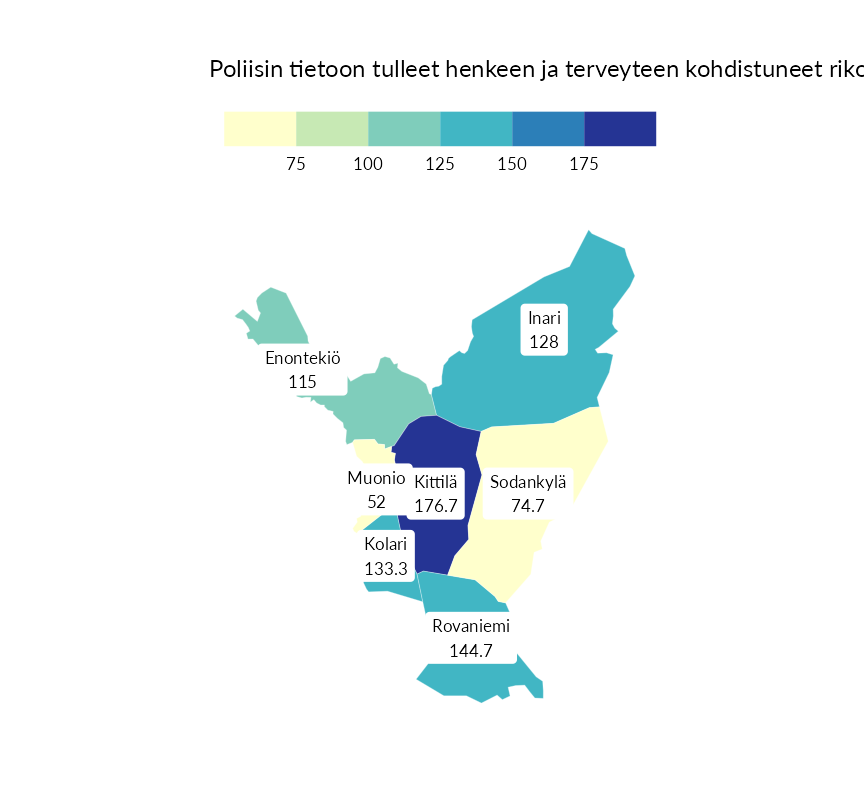 Poliisin tietoon tulleet henkeen ja terveyteen kohdistuneet
75 100 125 150 175
Inari
128
Enontekiö
115
Muonio
52
Kittilä
176.7
Sodankylä
74.7
Kolari
133.3
Rovaniemi
144.7